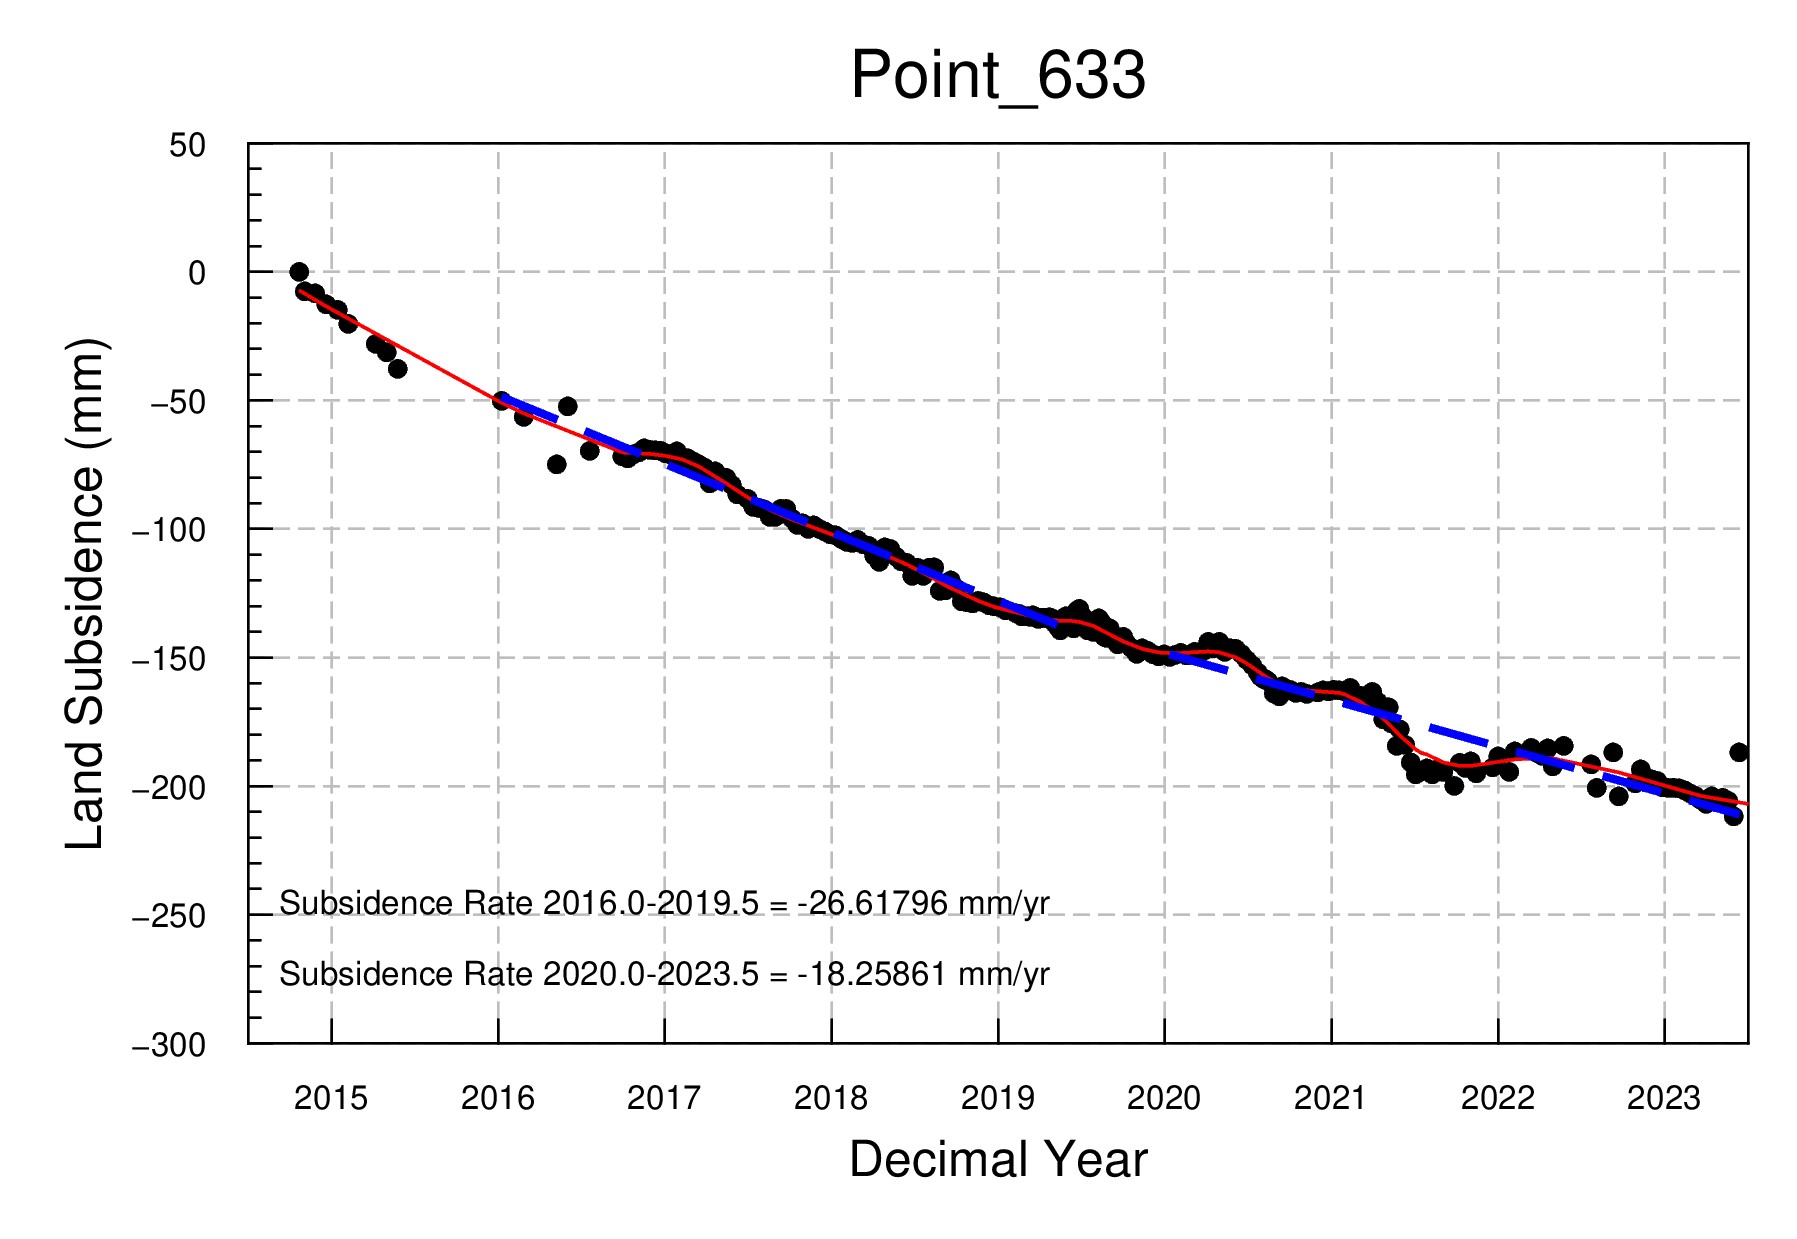 Point_633
50
0
−50
−100
−150
−200
−250
−300
Land Subsidence (mm)
Subsidence Rate 2016.0-2019.5 = -26.61796 mm/yr
Subsidence Rate 2020.0-2023.5 = -18.25861 mm/yr
2015 2016 2017 2018 2019 2020 2021 2022 2023
Decimal Year